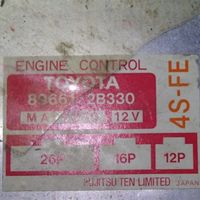 ENGINE CONTROL
TOYOTA
89661-2B330
12V
4S-FE
26P 16P 12P
FUJITSU TEN LIMITED JAPAN